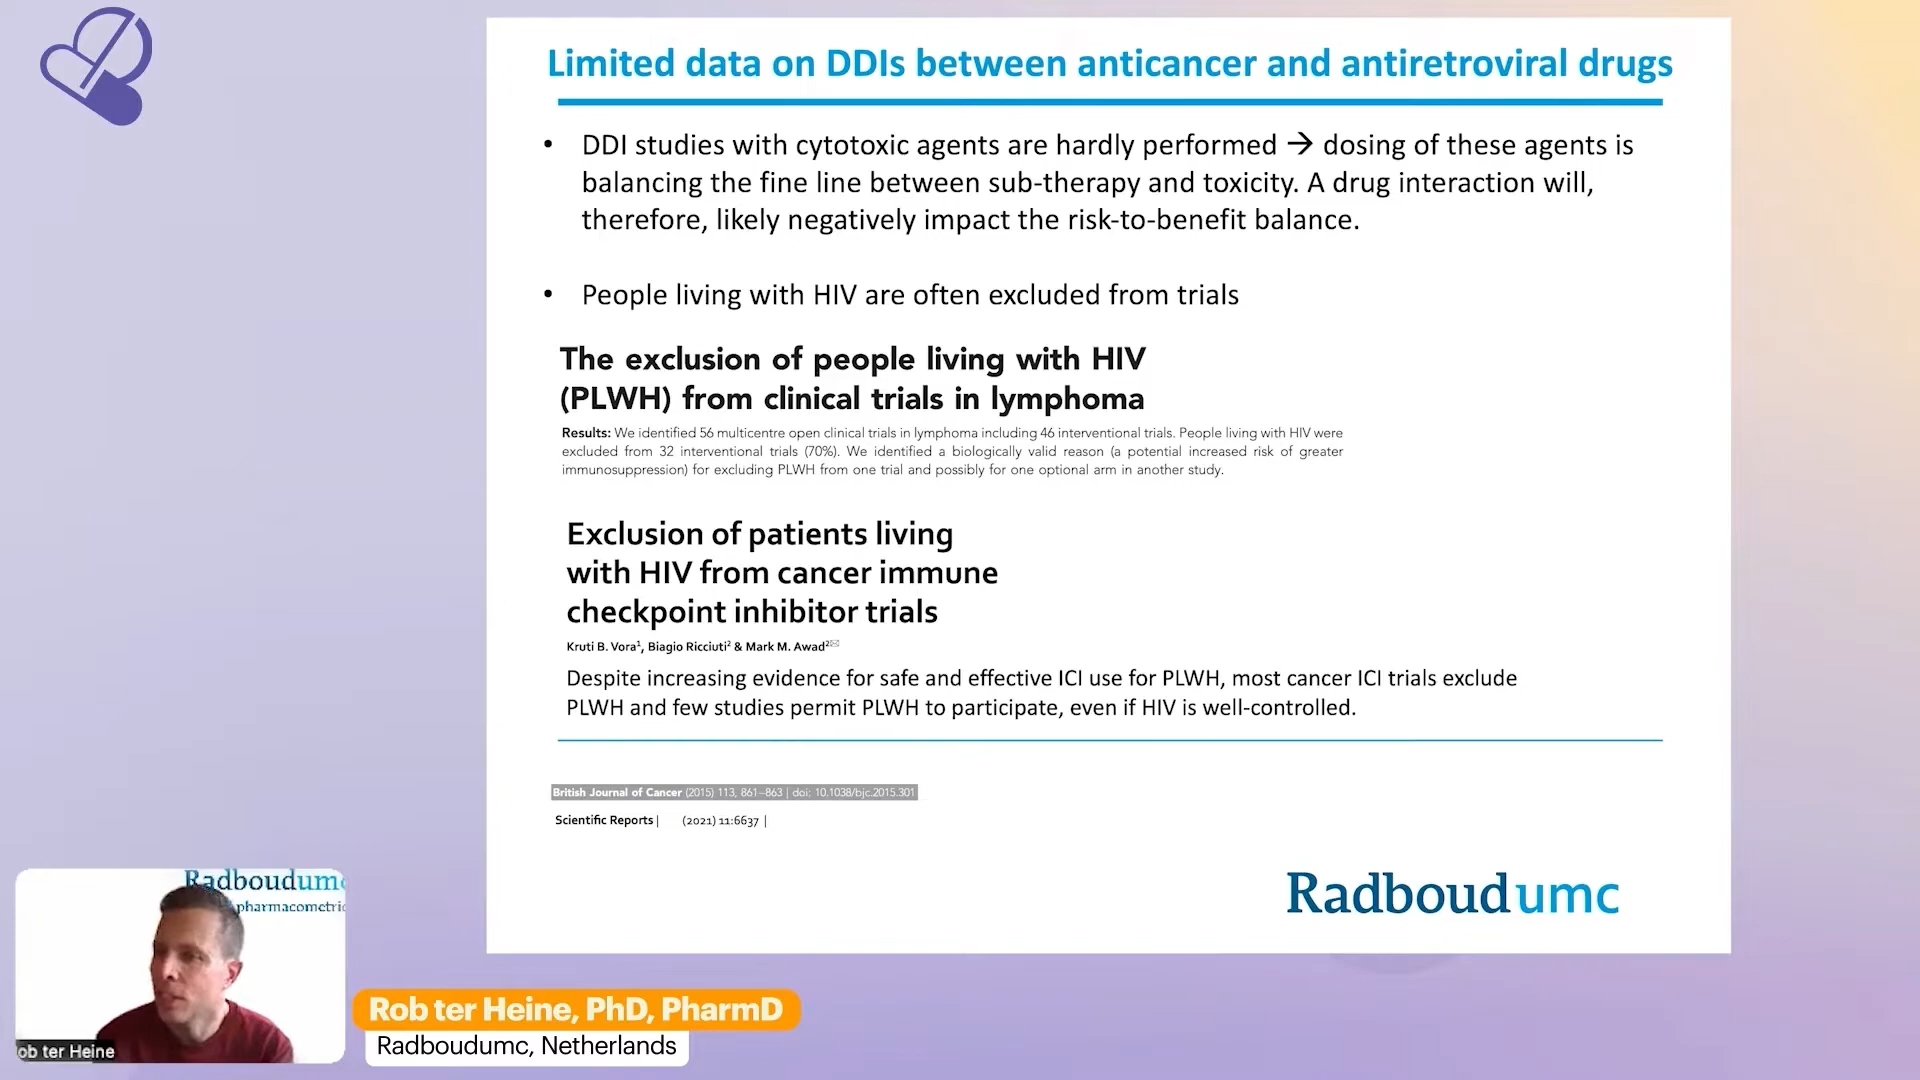 Limited data on DDIs between anticancer and antiretroviral drugs
• DDI studies with cytotoxic agents are hardly performed → dosing of these agents is
balancing the fine line between sub-therapy and toxicity. A drug interaction will,
therefore, likely negatively impact the risk-to-benefit balance.
• People living with HIV are often excluded from trials
The exclusion of people living with HIV
(PLWH) from clinical trials in lymphoma
Results: We identified 56 multicentre open clinical trials in lymphoma including 46 interventional trials. People living with HIV were
excluded from 32 interventional trials (70%). We identified a biologically valid reason (a potential increased risk of greater
immunosuppression) for excluding PLWH from one trial and possibly for one optional arm in another study.
Exclusion of patients living
with HIV from cancer immune
checkpoint inhibitor trials
Kruti B. Vora¹, Biagio Ricciuti² & Mark M. Awad²✉
Despite increasing evidence for safe and effective ICI use for PLWH, most cancer ICI trials exclude
PLWH and few studies permit PLWH to participate, even if HIV is well-controlled.
British Journal of Cancer (2015) 113, 861–863 | doi: 10.1038/bjc.2015.301
Scientific Reports | (2021) 11:6637 |
Radboudumc
Radboudumc
pharmacometric
ob ter Heine
Rob ter Heine, PhD, PharmD
Radboudumc, Netherlands